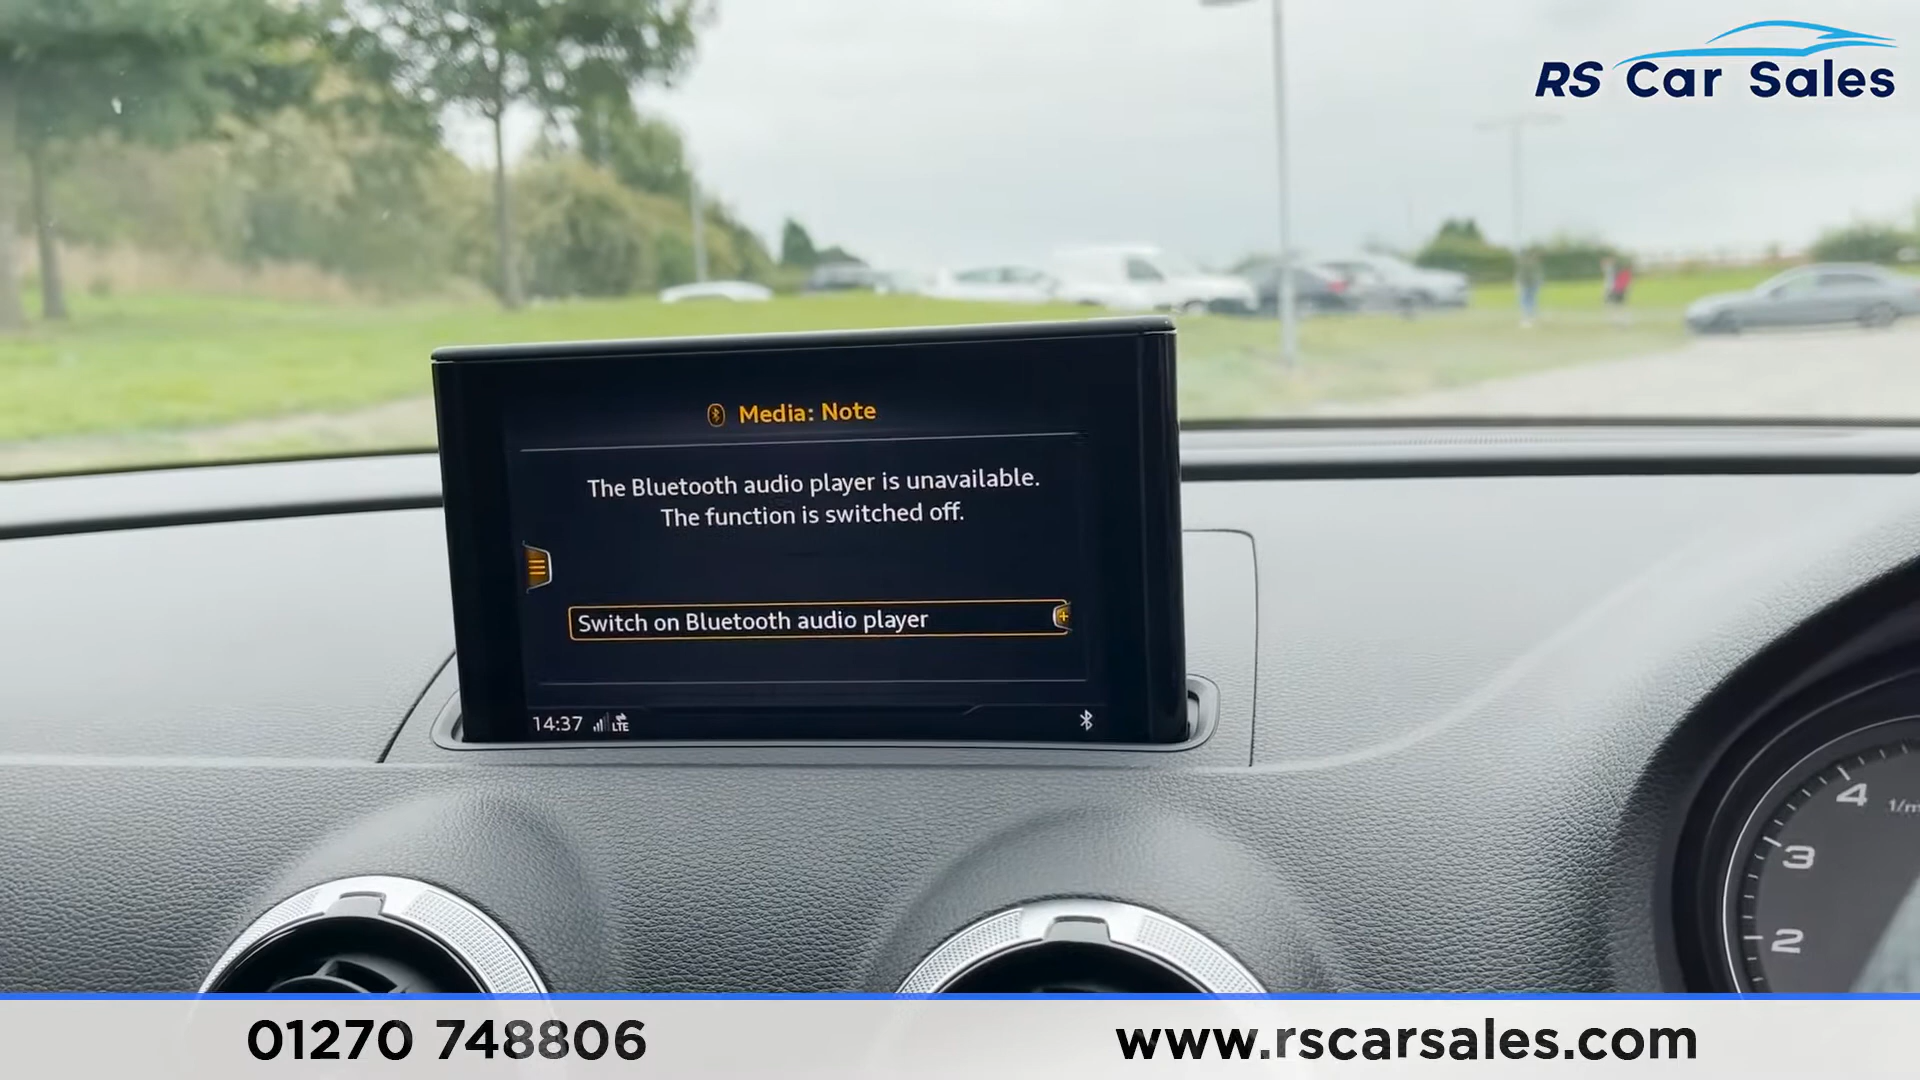 RS Car Sales
Media: Note
The Bluetooth audio player is unavailable.
The function is switched off.
Switch on Bluetooth audio player
14:37 LTE
4
3
2
01270 748806
www.rscarsales.com